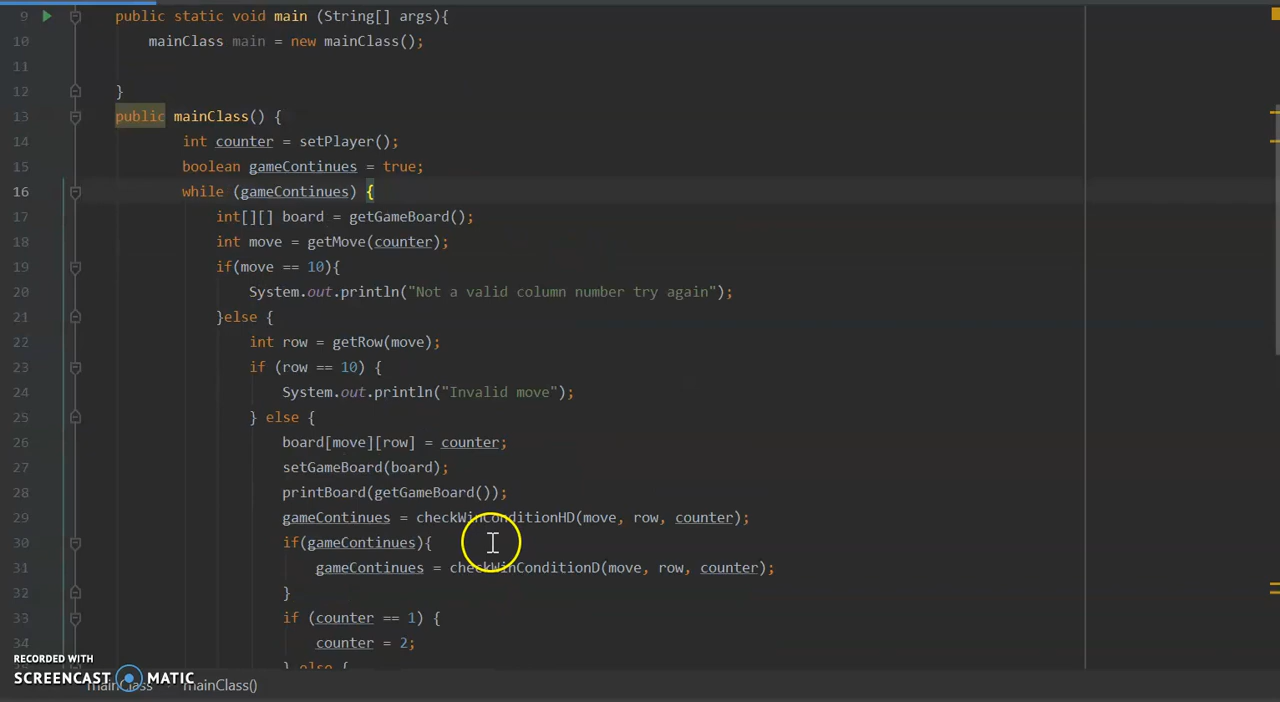 9 public static void main (String[] args){
10 mainClass main = new mainClass();
11
12 }
13 public mainClass() {
14 int counter = setPlayer();
15 boolean gameContinues = true;
16 while (gameContinues) {
17 int[][] board = getGameBoard();
18 int move = getMove(counter);
19 if(move == 10){
20 System.out.println("Not a valid column number try again");
21 }else {
22 int row = getRow(move);
23 if (row == 10) {
24 System.out.println("Invalid move");
25 } else {
26 board[move][row] = counter;
27 setGameBoard(board);
28 printBoard(getGameBoard());
29 gameContinues = checkWinConditionHD(move, row, counter);
30 if(gameContinues){
31 gameContinues = checkWinConditionD(move, row, counter);
32 }
33 if (counter == 1) {
34 counter = 2;
} else {
RECORDED WITH
SCREENCAST MATIC
mainClass mainClass()